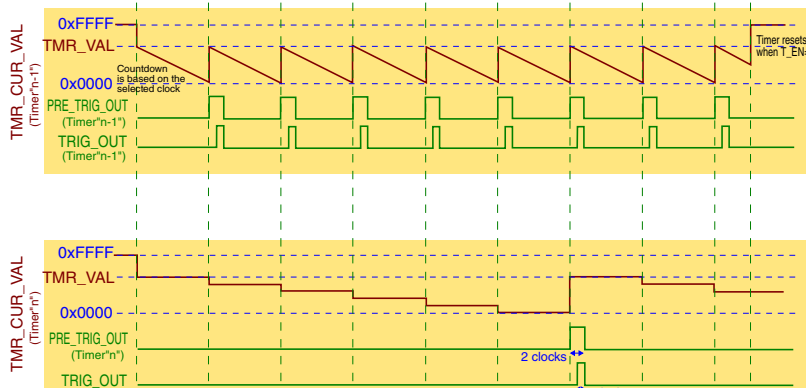 0xFFFF
TMR_VAL
0x0000
TMR_CUR_VAL
(Timer"n-1")
Countdown
is based on the
selected clock
Timer resets
when T_EN=
PRE_TRIG_OUT
(Timer"n-1")
TRIG_OUT
(Timer"n-1")
0xFFFF
TMR_VAL
0x0000
TMR_CUR_VAL
(Timer"n")
PRE_TRIG_OUT
(Timer"n")
2 clocks
TRIG_OUT